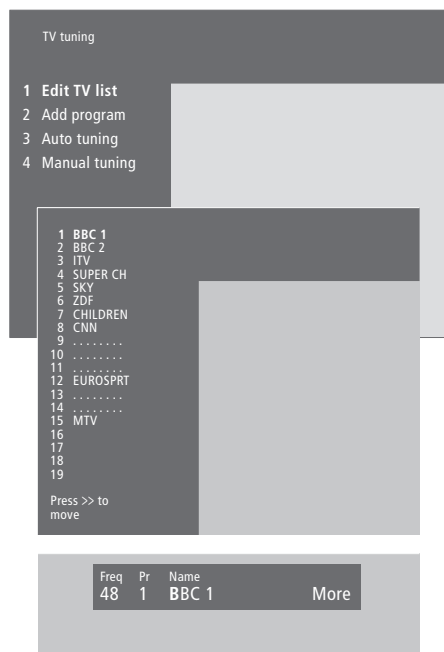 TV tuning
1 Edit TV list
2 Add program
3 Auto tuning
4 Manual tuning
1 BBC 1
2 BBC 2
3 ITV
4 SUPER CH
5 SKY
6 ZDF
7 CHILDREN
8 CNN
9 ........
10 ........
11 ........
12 EUROSPRT
13 ........
14 ........
15 MTV
16
17
18
19
Press >> to
move
Freq Pr Name
48 1 BBC 1 More